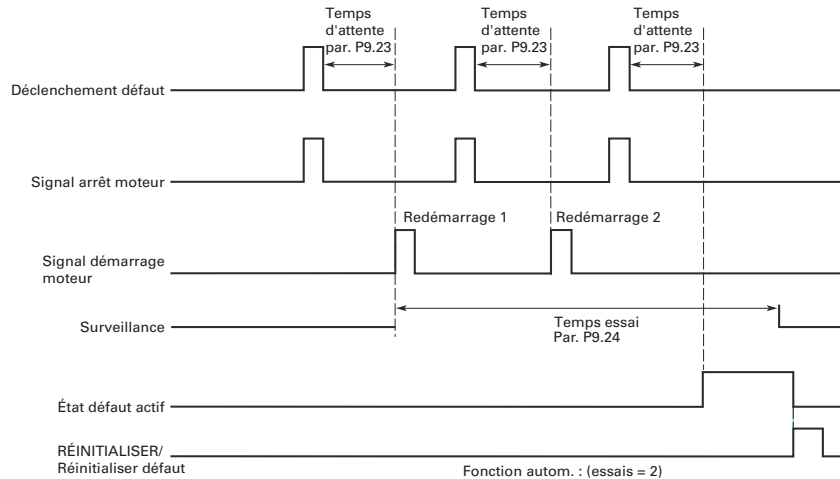 Temps
d'attente
par. P9.23
Temps
d'attente
par. P9.23
Temps
d'attente
par. P9.23
Déclenchement défaut
Signal arrêt moteur
Redémarrage 1
Redémarrage 2
Signal démarrage
moteur
Surveillance
Temps essai
Par. P9.24
État défaut actif
RÉINITIALISER/
Réinitialiser défaut
Fonction autom. : (essais = 2)